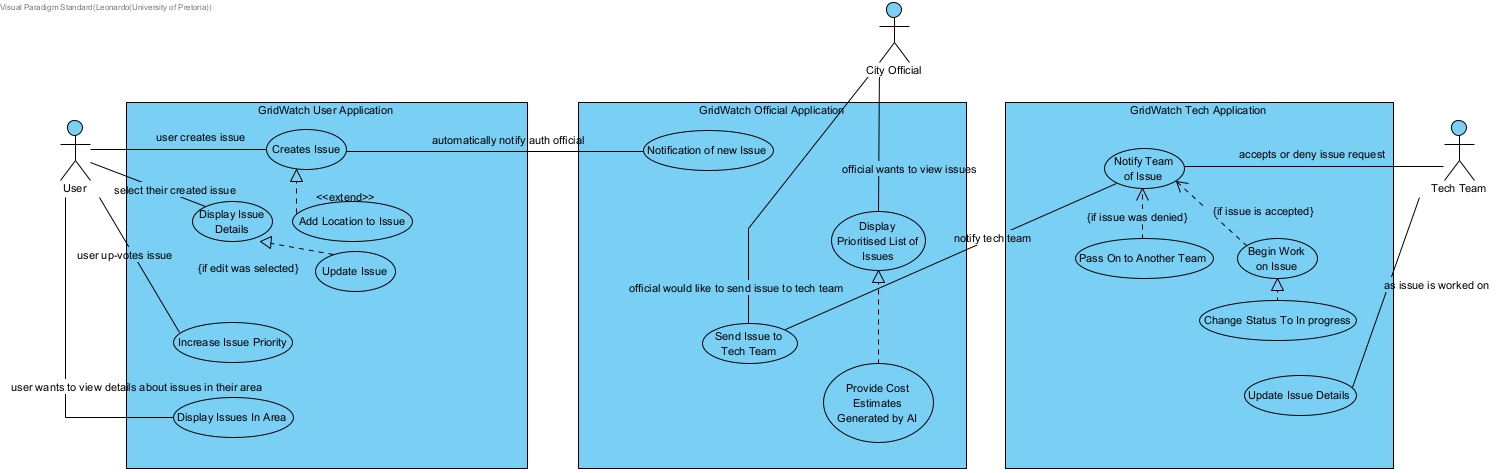 Visual Paradigm Standard(Leonardo(University of Pretoria))
City Official
GridWatch User Application
GridWatch Official Application
GridWatch Tech Application
User
user creates issue
Creates Issue
automatically notify auth official
Notification of new Issue
select their created issue
<<extend>>
Display Issue
Details
Add Location to Issue
user up-votes issue
{if edit was selected}
Update Issue
Increase Issue Priority
user wants to view details about issues in their area
Display Issues In Area
official wants to view issues
Display
Prioritised List of
Issues
notify tech team
official would like to send issue to tech team
Send Issue to
Tech Team
Provide Cost
Estimates
Generated by AI
Notify Team
of Issue
accepts or deny issue request
Tech Team
{if issue was denied}
{if issue is accepted}
Pass On to Another Team
Begin Work
on Issue
as issue is worked on
Change Status To In progress
Update Issue Details